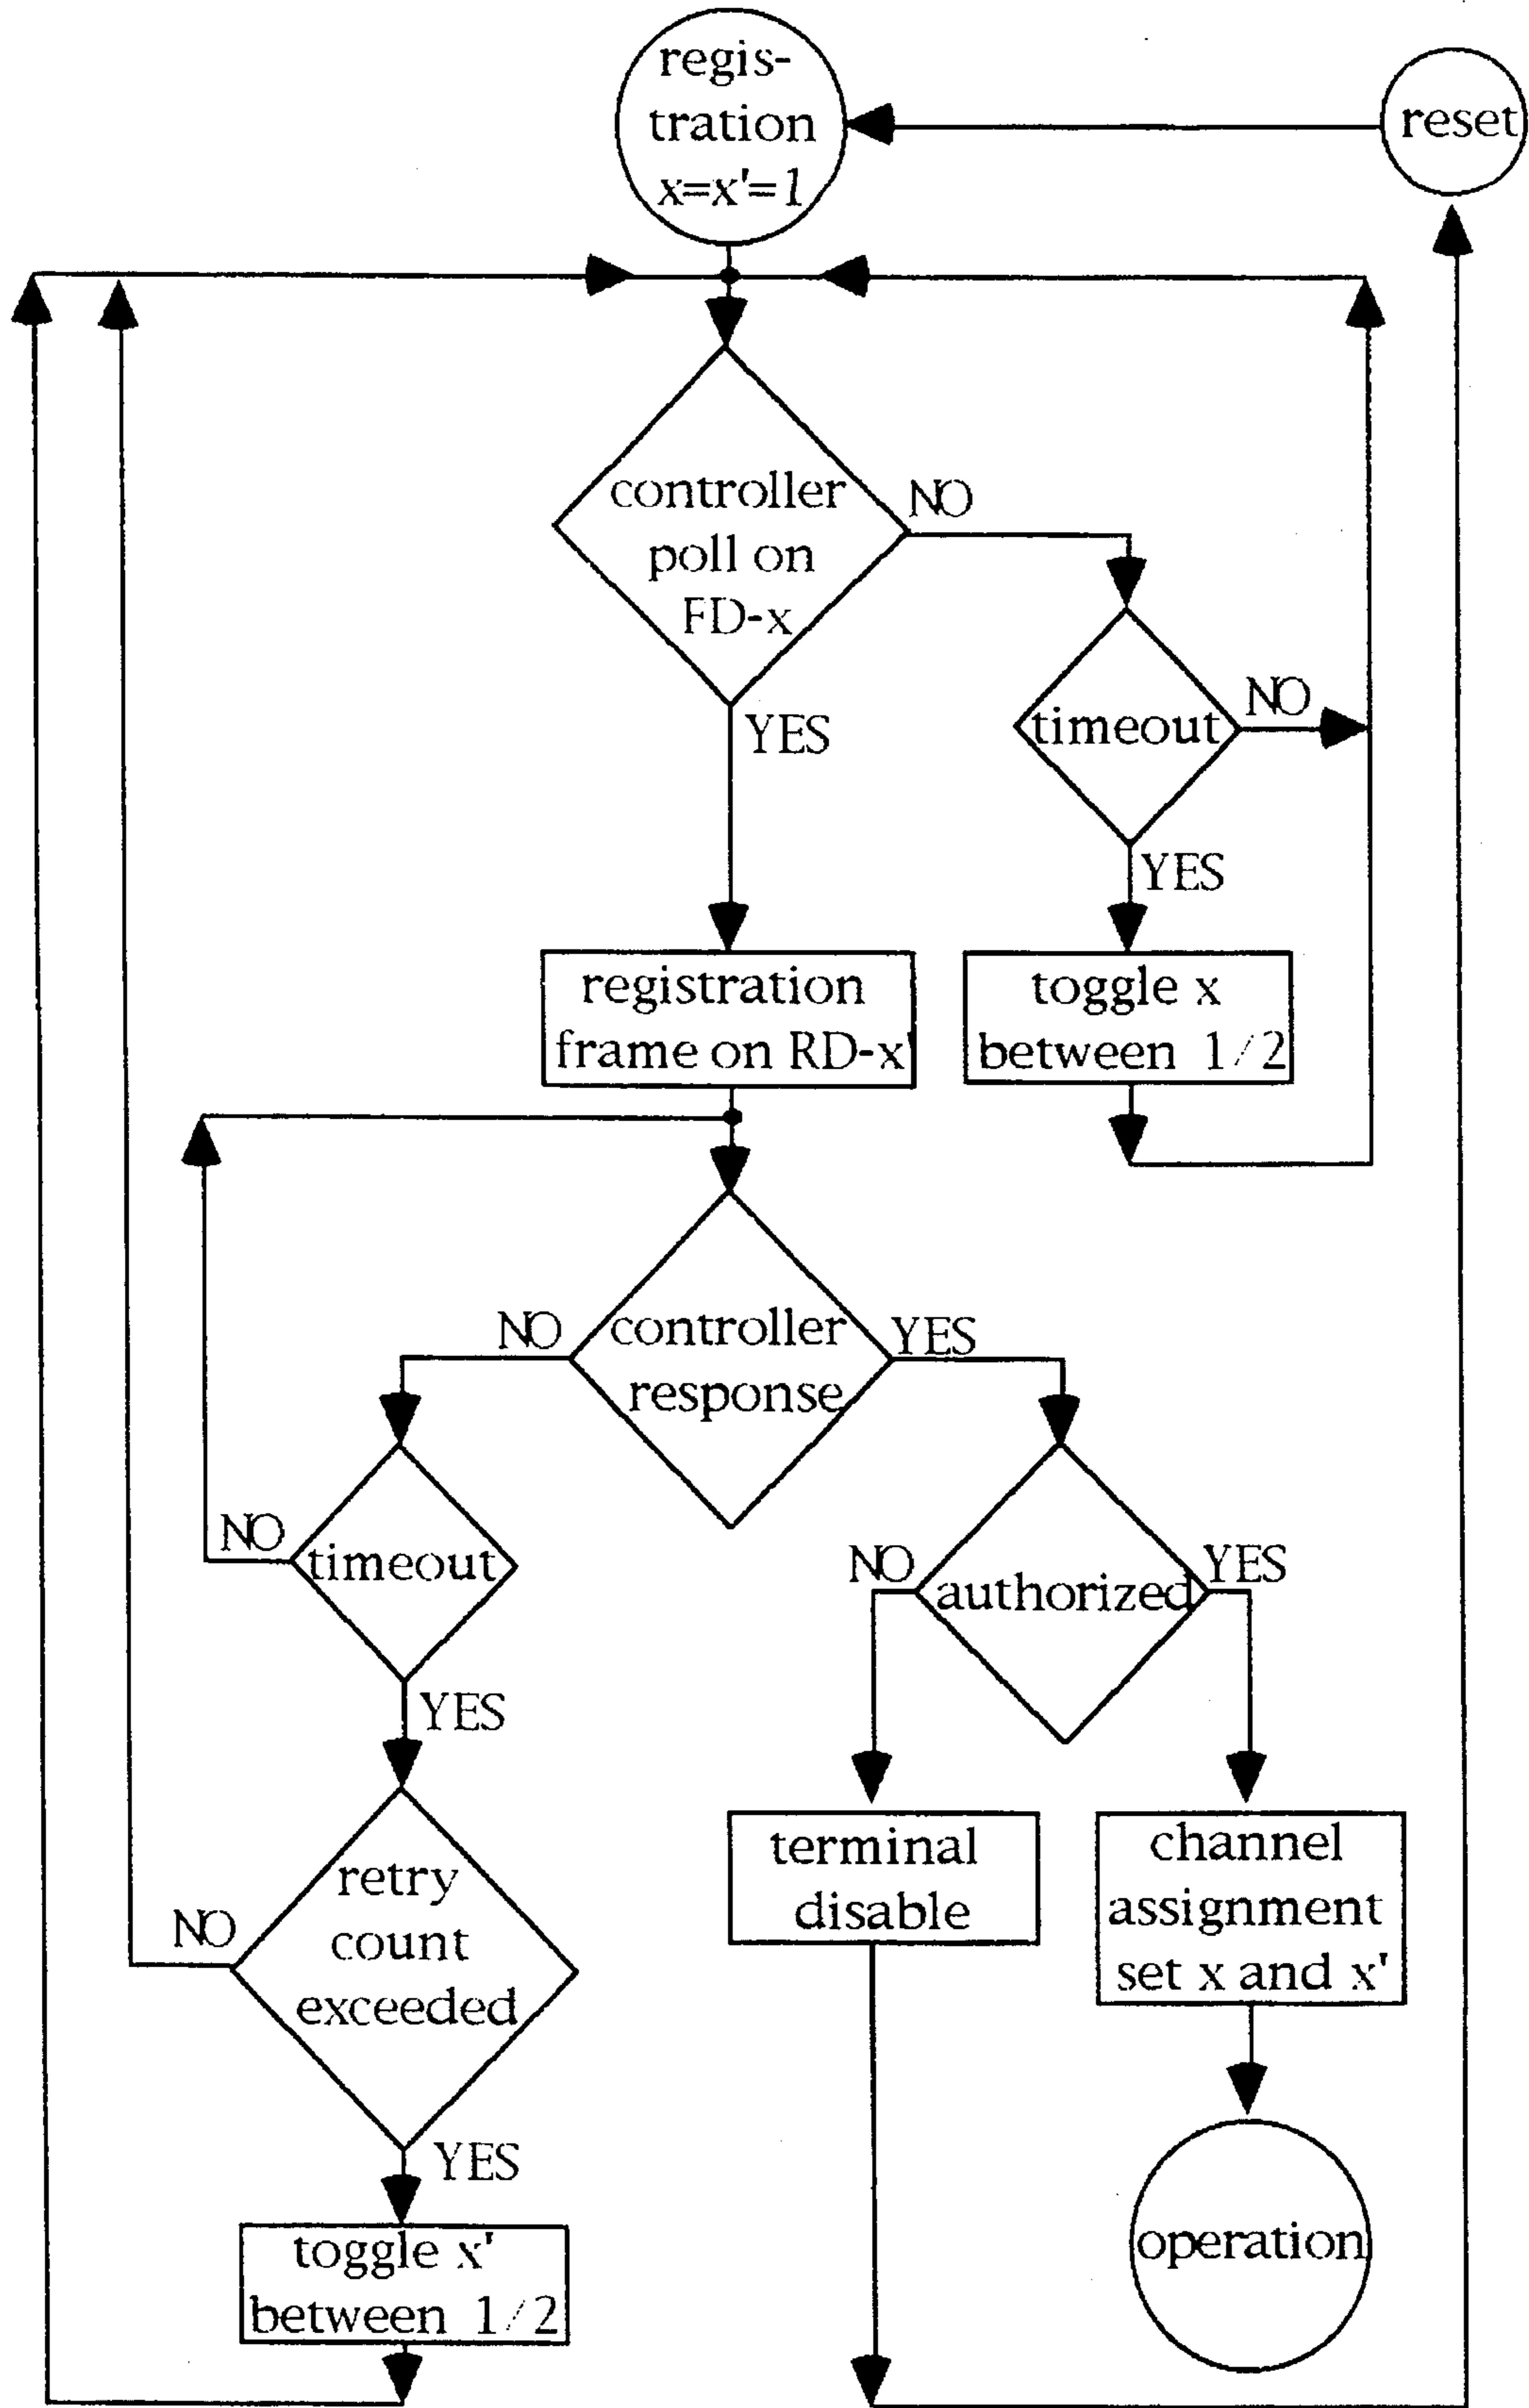 regis-
tration
x=x'=1
reset
controller
poll on
FD-x
NO
YES
timeout
NO
YES
registration
frame on RD-x'
toggle x
between 1/2
controller
response
NO
YES
timeout
NO
YES
authorized
NO
YES
retry
count
exceeded
NO
YES
terminal
disable
channel
assignment
set x and x'
toggle x'
between 1/2
operation